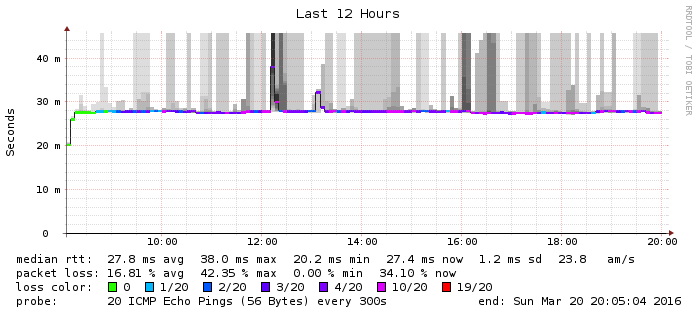 Last 12 Hours
RRDTOOL / TOBI OETIKER
Seconds
40 m
30 m
20 m
10 m
0
10:00 12:00 14:00 16:00 18:00 20:00
median rtt: 27.8 ms avg 38.0 ms max 20.2 ms min 27.4 ms now 1.2 ms sd 23.8 am/s
packet loss: 16.81 % avg 42.35 % max 0.00 % min 34.10 % now
loss color: 0 1/20 2/20 3/20 4/20 10/20 19/20
probe: 20 ICMP Echo Pings (56 Bytes) every 300s end: Sun Mar 20 20:05:04 2016